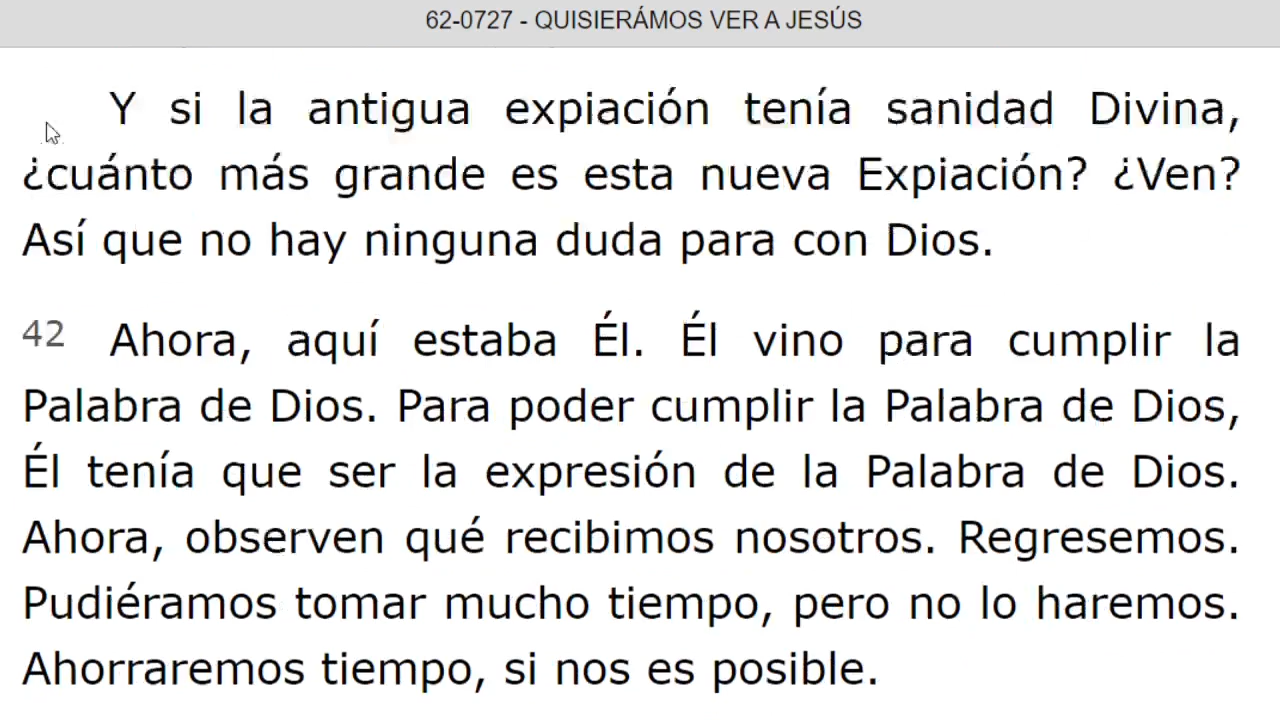 62-0727 - QUISIERÁMOS VER A JESÚS
Y si la antigua expiación tenía sanidad Divina,
¿cuánto más grande es esta nueva Expiación? ¿Ven?
Así que no hay ninguna duda para con Dios.
42 Ahora, aquí estaba Él. Él vino para cumplir la
Palabra de Dios. Para poder cumplir la Palabra de Dios,
Él tenía que ser la expresión de la Palabra de Dios.
Ahora, observen qué recibimos nosotros. Regresemos.
Pudiéramos tomar mucho tiempo, pero no lo haremos.
Ahorraremos tiempo, si nos es posible.